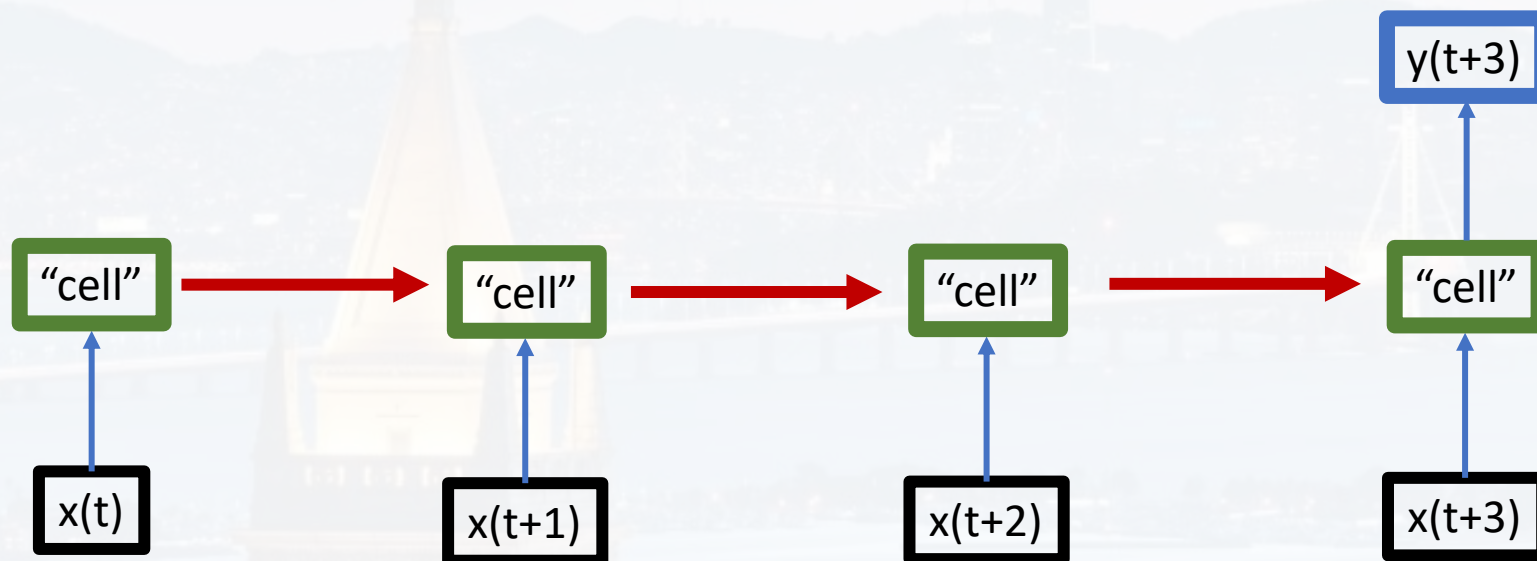 y(t+3)
“cell”
“cell”
“cell”
“cell”
x(t)
x(t+1)
x(t+2)
x(t+3)